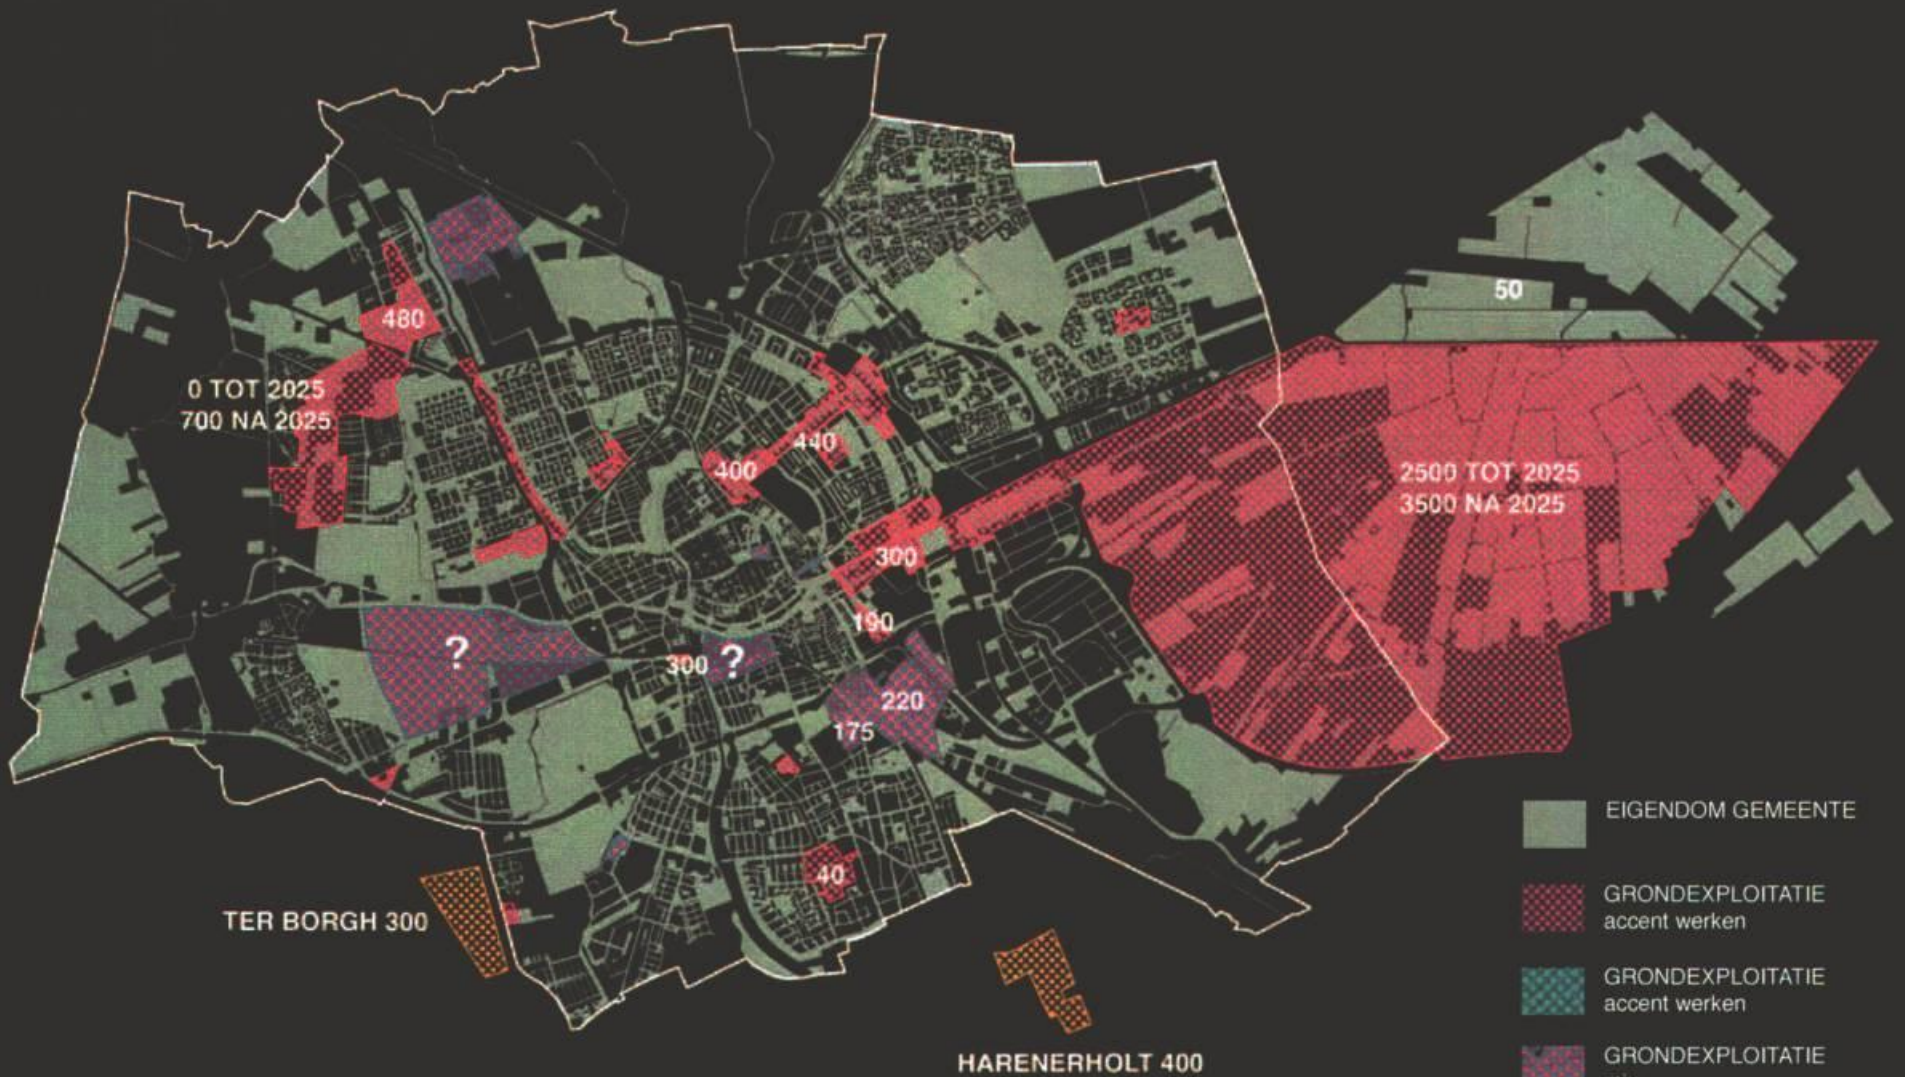 50
480
0 TOT 2025
700 NA 2025
440
400
2500 TOT 2025
3500 NA 2025
300
190
?
300
?
220
175
EIGENDOM GEMEENTE
40
GRONDEXPLOITATIE
accent werken
TER BORGH 300
GRONDEXPLOITATIE
accent werken
GRONDEXPLOITATIE
HARENERHOLT 400